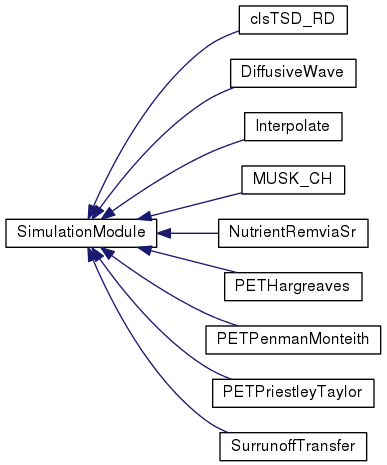 clsTSD_RD
DiffusiveWave
Interpolate
MUSK_CH
SimulationModule
NutrientRemviaSr
PETHargreaves
PETPenmanMonteith
PETPriestleyTaylor
SurrunoffTransfer